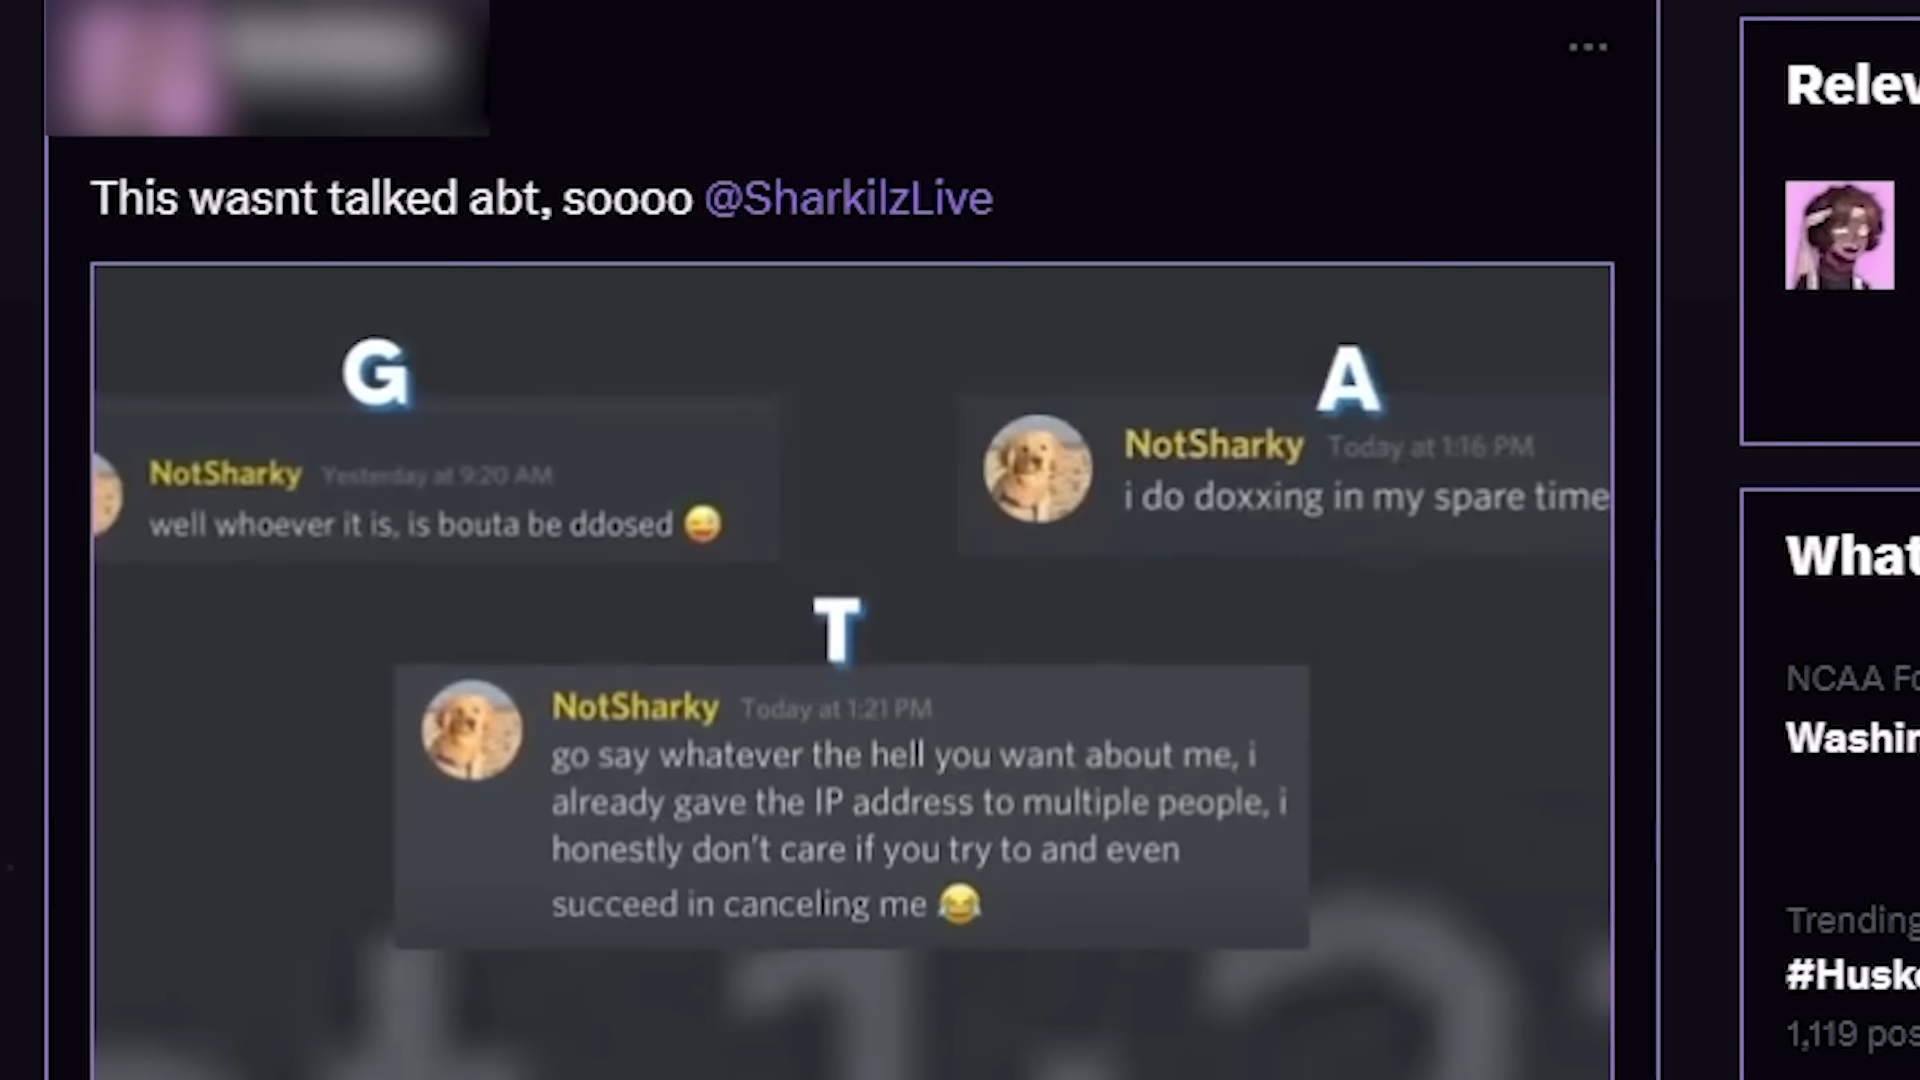 This wasnt talked abt, soooo @SharkilzLive
G
NotSharky Yesterday at 9:20 AM
well whoever it is, is bouta be ddosed 😅
A
NotSharky Today at 1:16 PM
i do doxxing in my spare time
T
NotSharky Today at 1:21 PM
go say whatever the hell you want about me, i
already gave the IP address to multiple people, i
honestly don't care if you try to and even
succeed in canceling me 😂
Relev
What
NCAA Fo
Washin
Trending
#Huske
1,119 pos